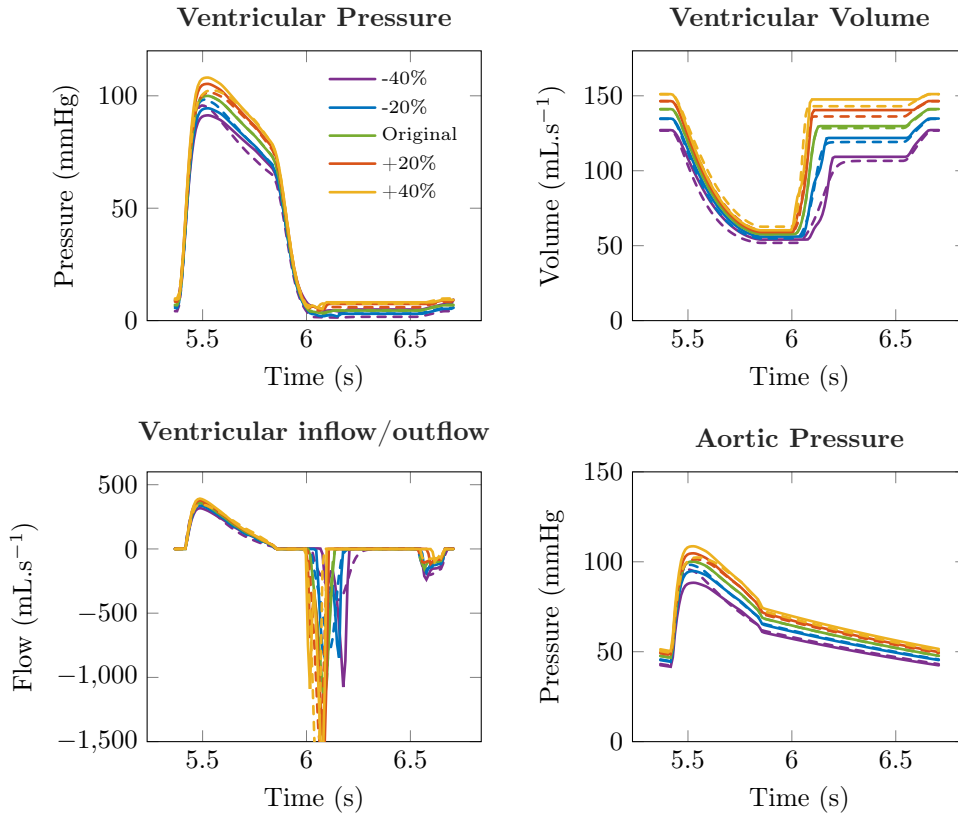 Ventricular Pressure
Pressure (mmHg)
100
50
0
5.5
6
6.5
Time (s)
-40%
-20%
Original
+20%
+40%
Ventricular Volume
Volume (mL.s⁻¹)
150
100
50
0
5.5
6
6.5
Time (s)
Ventricular inflow/outflow
Flow (mL.s⁻¹)
500
0
−500
−1,000
−1,500
5.5
6
6.5
Time (s)
Aortic Pressure
Pressure (mmHg
150
100
50
0
5.5
6
6.5
Time (s)